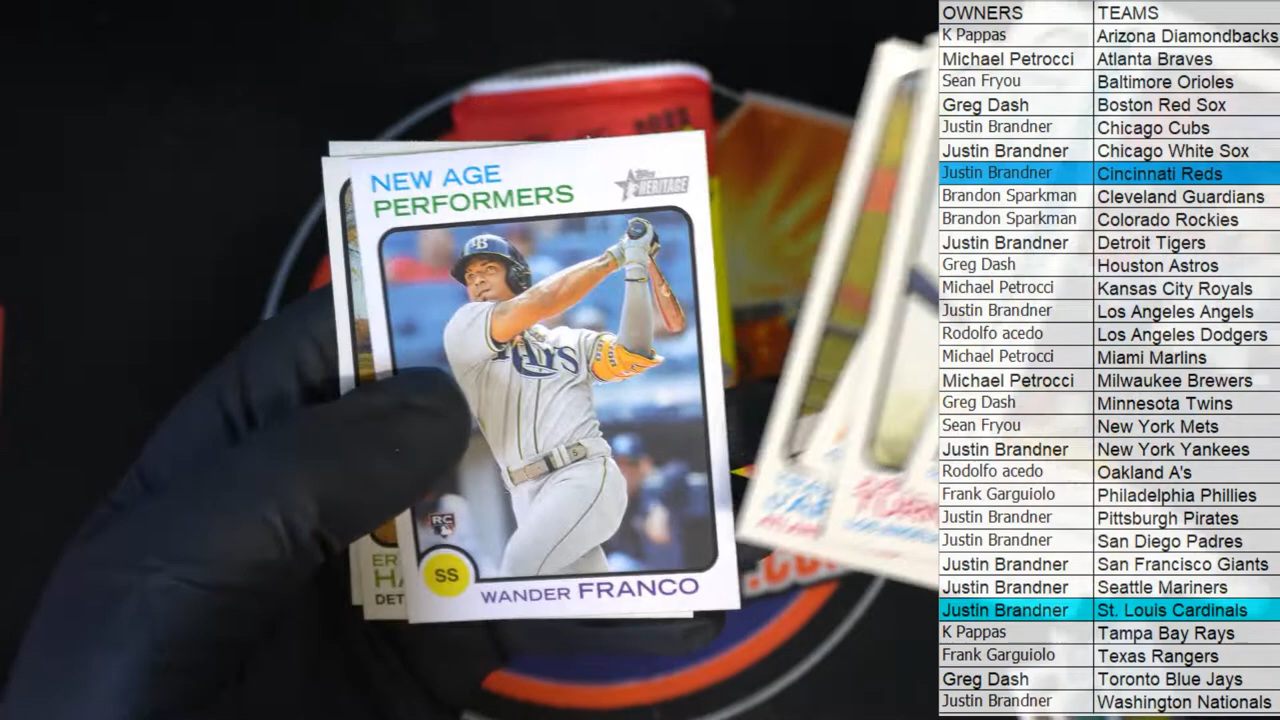 NEW AGE
PERFORMERS
Topps
HERITAGE
TB
RAYS
RC
SS
WANDER FRANCO
ER
HA
DET
OWNERS TEAMS
K Pappas Arizona Diamondbacks
Michael Petrocci Atlanta Braves
Sean Fryou Baltimore Orioles
Greg Dash Boston Red Sox
Justin Brandner Chicago Cubs
Justin Brandner Chicago White Sox
Justin Brandner Cincinnati Reds
Brandon Sparkman Cleveland Guardians
Brandon Sparkman Colorado Rockies
Justin Brandner Detroit Tigers
Greg Dash Houston Astros
Michael Petrocci Kansas City Royals
Justin Brandner Los Angeles Angels
Rodolfo acedo Los Angeles Dodgers
Michael Petrocci Miami Marlins
Michael Petrocci Milwaukee Brewers
Greg Dash Minnesota Twins
Sean Fryou New York Mets
Justin Brandner New York Yankees
Rodolfo acedo Oakland A's
Frank Garguiolo Philadelphia Phillies
Justin Brandner Pittsburgh Pirates
Justin Brandner San Diego Padres
Justin Brandner San Francisco Giants
Justin Brandner Seattle Mariners
Justin Brandner St. Louis Cardinals
K Pappas Tampa Bay Rays
Frank Garguiolo Texas Rangers
Greg Dash Toronto Blue Jays
Justin Brandner Washington Nationals